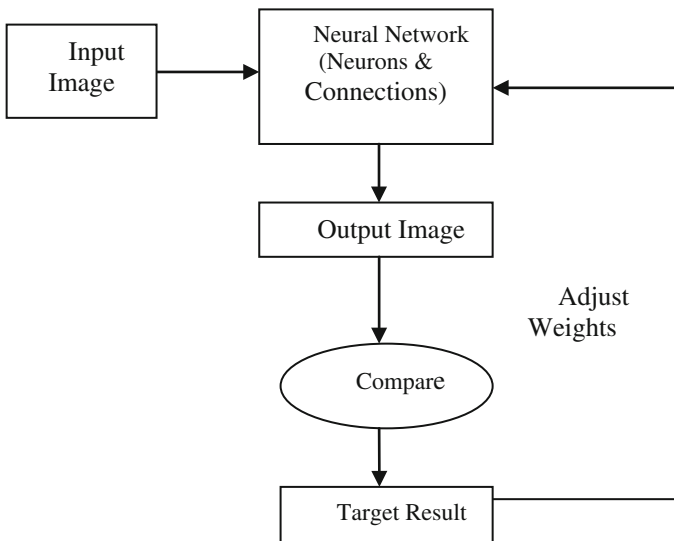 Input
Image
Neural Network
(Neurons &
Connections)
Output Image
Adjust
Weights
Compare
Target Result